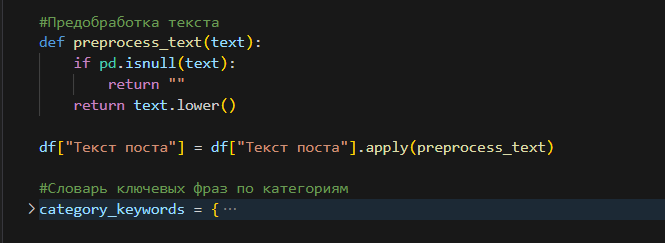 #Предобработка текста
def preprocess_text(text):
    if pd.isnull(text):
        return ""
    return text.lower()
df["Текст поста"] = df["Текст поста"].apply(preprocess_text)
#Словарь ключевых фраз по категориям
category_keywords = { ···